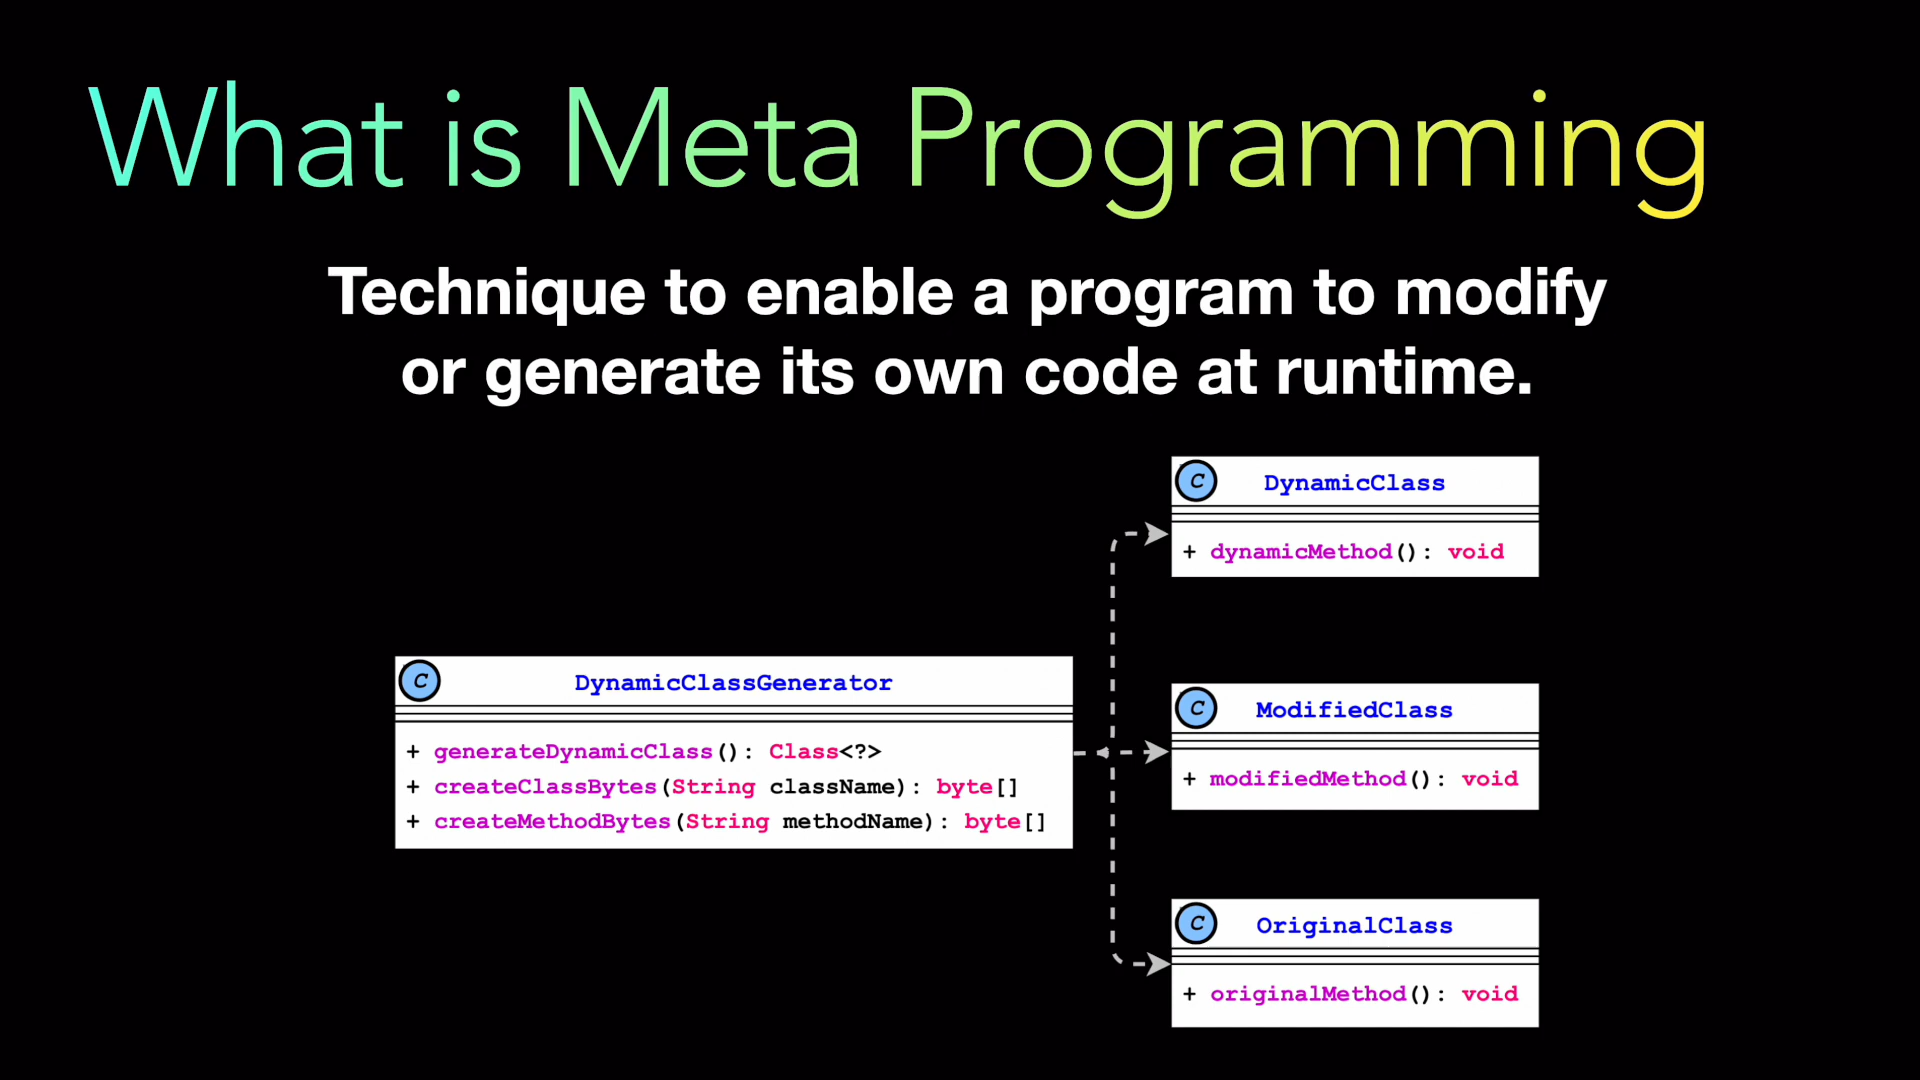 What is Meta Programming
Technique to enable a program to modify
or generate its own code at runtime.
C DynamicClass
+ dynamicMethod(): void
C DynamicClassGenerator
+ generateDynamicClass(): Class<?>
+ createClassBytes(String className): byte[]
+ createMethodBytes(String methodName): byte[]
C ModifiedClass
+ modifiedMethod(): void
C OriginalClass
+ originalMethod(): void